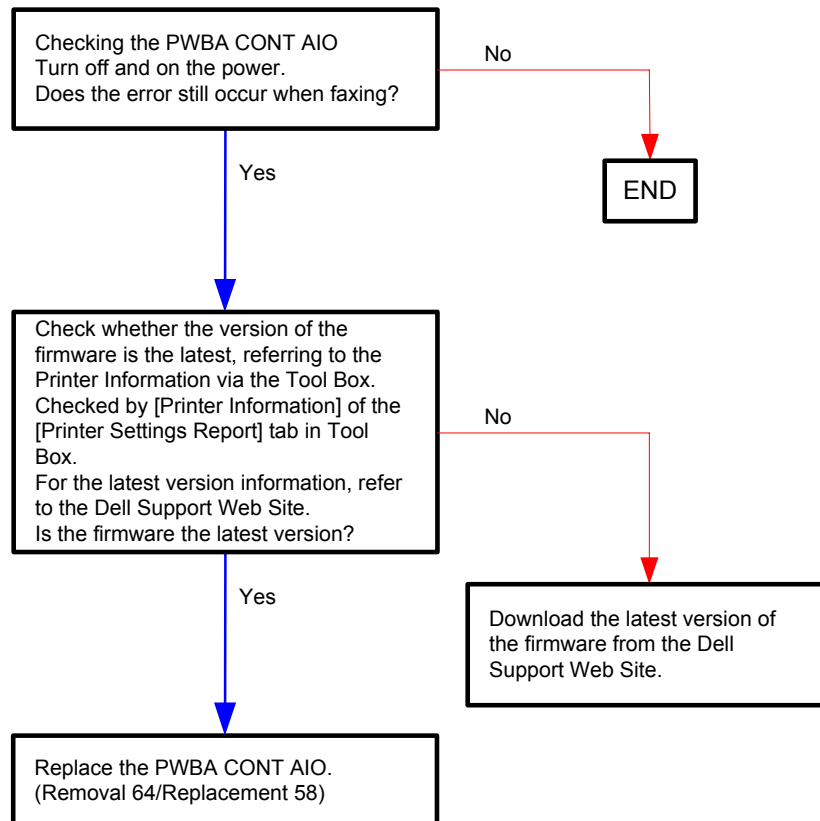 Checking the PWBA CONT AIO
Turn off and on the power.
Does the error still occur when faxing?
No
Yes
END
Check whether the version of the
firmware is the latest, referring to the
Printer Information via the Tool Box.
Checked by [Printer Information] of the
[Printer Settings Report] tab in Tool
Box.
For the latest version information, refer
to the Dell Support Web Site.
Is the firmware the latest version?
No
Yes
Download the latest version of
the firmware from the Dell
Support Web Site.
Replace the PWBA CONT AIO.
(Removal 64/Replacement 58)